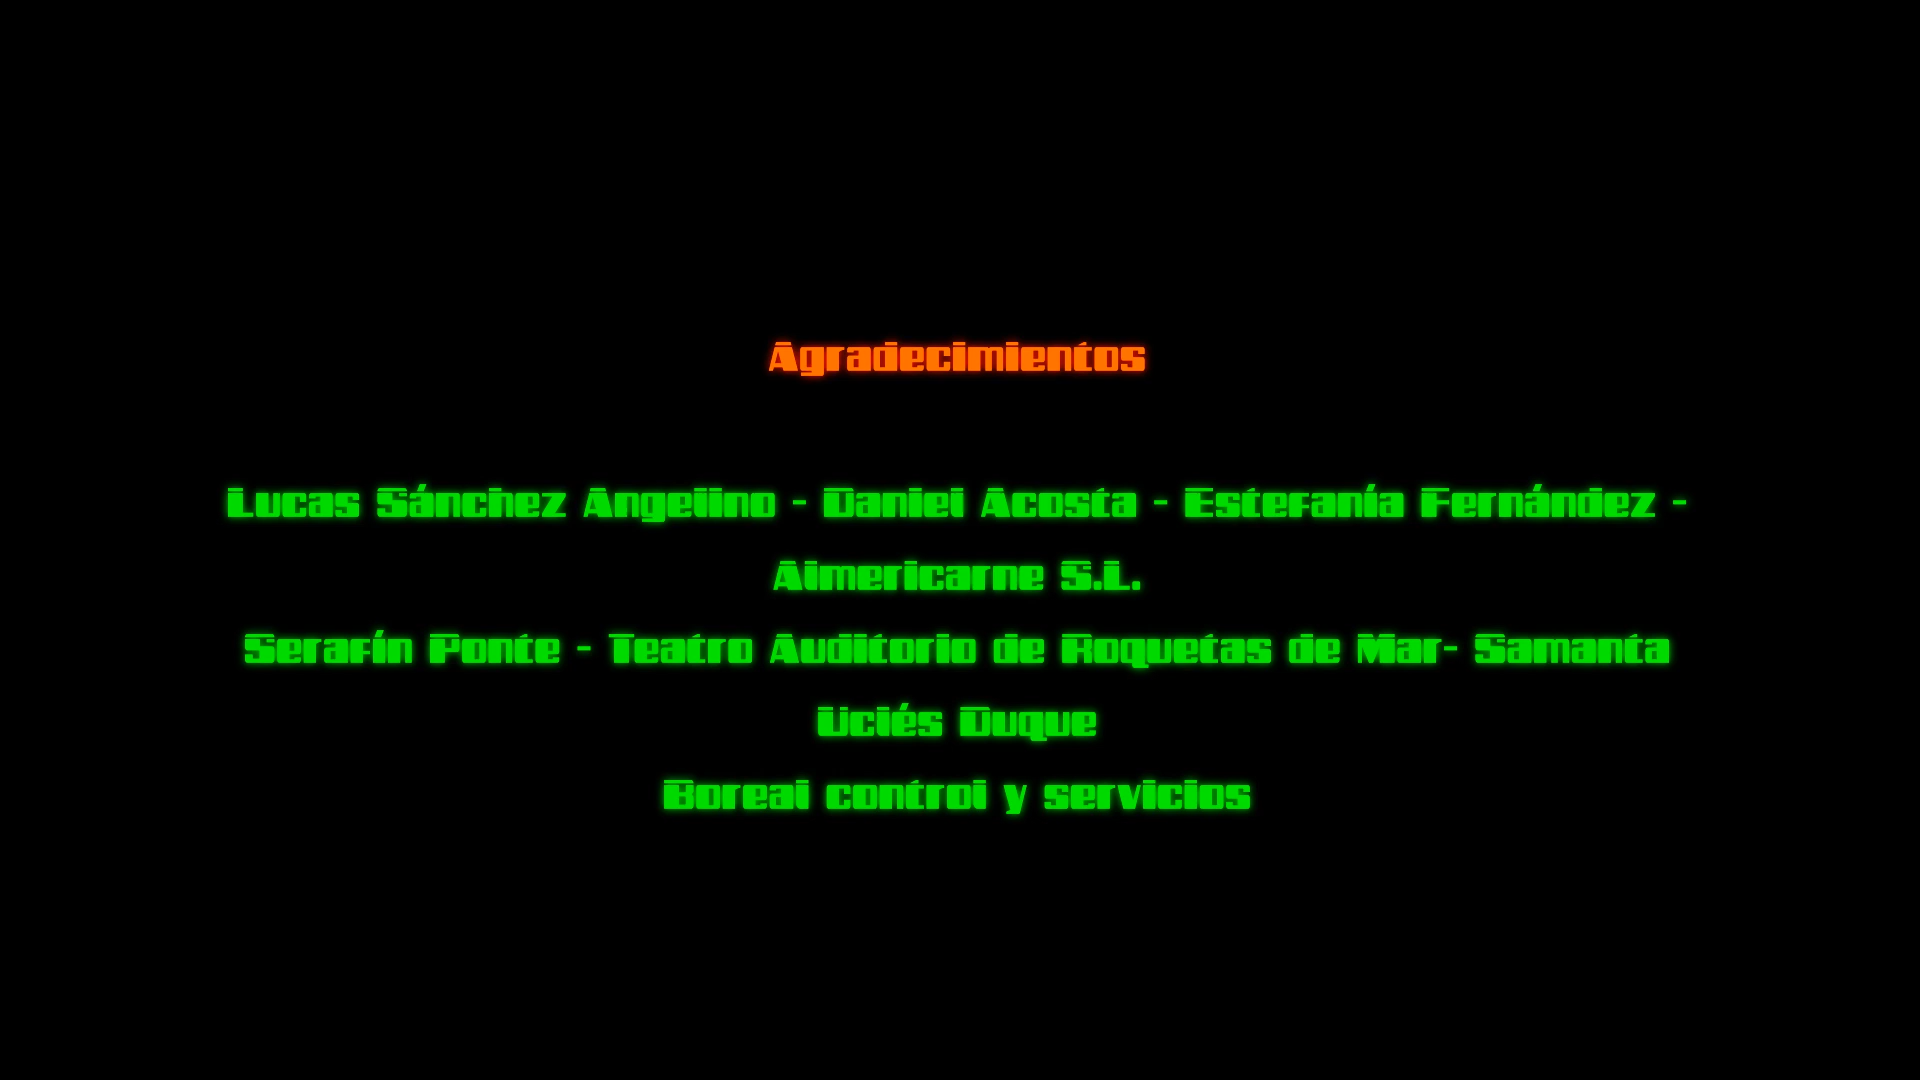 Agradecimientos
Lucas Sánchez Angelino - Daniel Acosta - Estefanía Fernández -
Almericarne S.L.
Serafín Ponte - Teatro Auditorio de Roquetas de Mar- Samanta
Uclés Duque
Boreal control y servicios